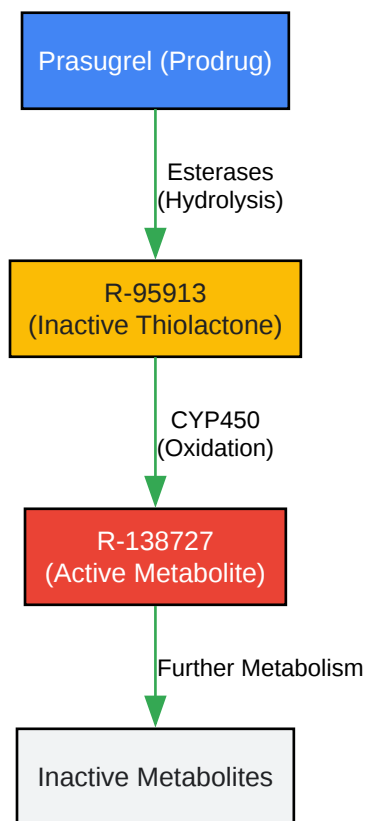 Prasugrel (Prodrug)
Esterases
(Hydrolysis)
R-95913
(Inactive Thiolactone)
CYP450
(Oxidation)
R-138727
(Active Metabolite)
Further Metabolism
Inactive Metabolites